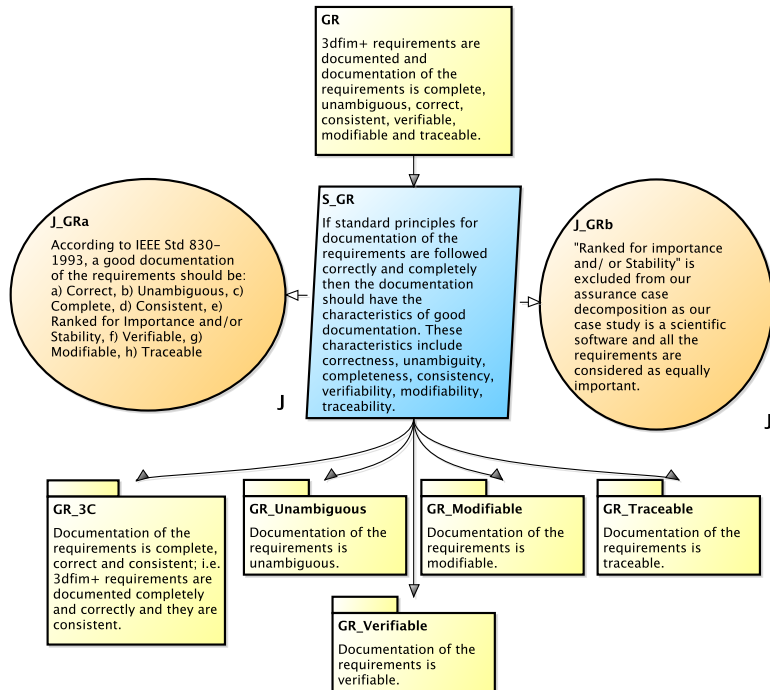 GR
3dfim+ requirements are
documented and
documentation of the
requirements is complete,
unambiguous, correct,
consistent, verifiable,
modifiable and traceable.
J_GRa
According to IEEE Std 830-
1993, a good documentation
of the requirements should be:
a) Correct, b) Unambiguous, c)
Complete, d) Consistent, e)
Ranked for Importance and/or
Stability, f) Verifiable, g)
Modifiable, h) Traceable
J
S_GR
If standard principles for
documentation of the
requirements are followed
correctly and completely
then the documentation
should have the
characteristics of good
documentation. These
characteristics include
correctness, unambiguity,
completeness, consistency,
verifiability, modifiability,
traceability.
J_GRb
"Ranked for importance
and/ or Stability" is
excluded from our
assurance case
decomposition as our
case study is a scientific
software and all the
requirements are
considered as equally
important.
J
GR_3C
Documentation of the
requirements is complete,
correct and consistent; i.e.
3dfim+ requirements are
documented completely
and correctly and they are
consistent.
GR_Unambiguous
Documentation of the
requirements is
unambiguous.
GR_Modifiable
Documentation of the
requirements is
modifiable.
GR_Traceable
Documentation of the
requirements is
traceable.
GR_Verifiable
Documentation of the
requirements is
verifiable.